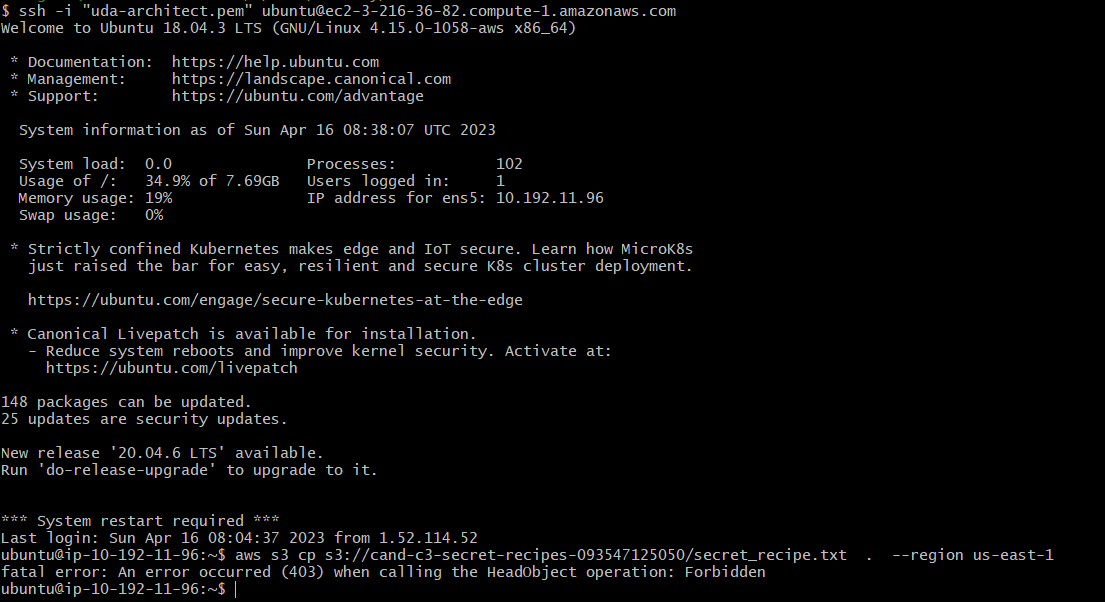 $ ssh -i "uda-architect.pem" ubuntu@ec2-3-216-36-82.compute-1.amazonaws.com
Welcome to Ubuntu 18.04.3 LTS (GNU/Linux 4.15.0-1058-aws x86_64)
* Documentation:  https://help.ubuntu.com
* Management:     https://landscape.canonical.com
* Support:        https://ubuntu.com/advantage
System information as of Sun Apr 16 08:38:07 UTC 2023
System load:  0.0               Processes:           102
Usage of /:   34.9% of 7.69GB   Users logged in:     1
Memory usage: 19%               IP address for ens5: 10.192.11.96
Swap usage:   0%
* Strictly confined Kubernetes makes edge and IoT secure. Learn how MicroK8s
just raised the bar for easy, resilient and secure K8s cluster deployment.
https://ubuntu.com/engage/secure-kubernetes-at-the-edge
* Canonical Livepatch is available for installation.
- Reduce system reboots and improve kernel security. Activate at:
https://ubuntu.com/livepatch
148 packages can be updated.
25 updates are security updates.
New release '20.04.6 LTS' available.
Run 'do-release-upgrade' to upgrade to it.
*** System restart required ***
Last login: Sun Apr 16 08:04:37 2023 from 1.52.114.52
ubuntu@ip-10-192-11-96:~$ aws s3 cp s3://cand-c3-secret-recipes-093547125050/secret_recipe.txt  .  --region us-east-1
fatal error: An error occurred (403) when calling the HeadObject operation: Forbidden
ubuntu@ip-10-192-11-96:~$